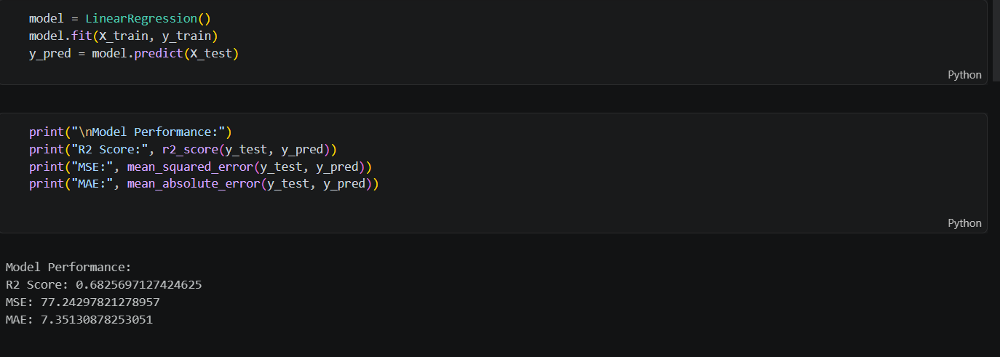 model = LinearRegression()
model.fit(X_train, y_train)
y_pred = model.predict(X_test)
Python
print("\nModel Performance:")
print("R2 Score:", r2_score(y_test, y_pred))
print("MSE:", mean_squared_error(y_test, y_pred))
print("MAE:", mean_absolute_error(y_test, y_pred))
Python
Model Performance:
R2 Score: 0.6825697127424625
MSE: 77.24297821278957
MAE: 7.35130878253051